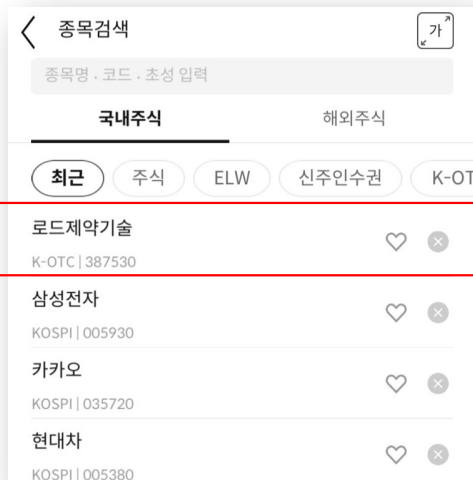 종목검색
가
종목명 · 코드 · 초성 입력
국내주식 해외주식
최근 주식 ELW 신주인수권 K-OT
로드제약기술
K-OTC | 387530
삼성전자
KOSPI | 005930
카카오
KOSPI | 035720
현대차
KOSPI | 005380